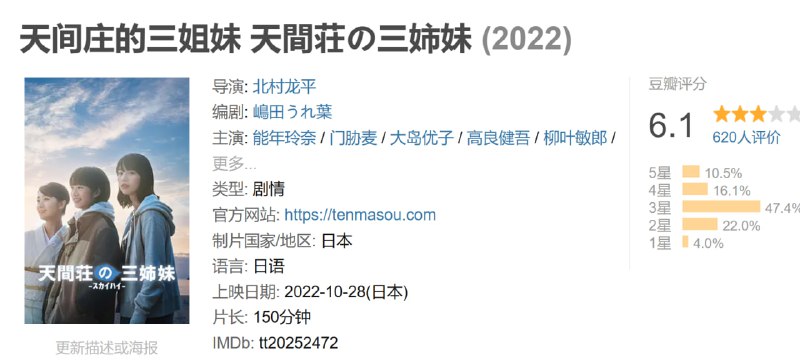 天间庄的三姐妹 天間荘の三姉妹 (2022)
天間荘の三姉妹
-スカイハイ-
更新描述或海报
导演: 北村龙平
编剧: 嶋田うれ葉
主演: 能年玲奈 / 门胁麦 / 大岛优子 / 高良健吾 / 柳叶敏郎 /
更多...
类型: 剧情
官方网站: https://tenmasou.com
制片国家/地区: 日本
语言: 日语
上映日期: 2022-10-28(日本)
片长: 150分钟
IMDb: tt20252472
豆瓣评分
6.1
620人评价
5星 10.5%
4星 16.1%
3星 47.4%
2星 22.0%
1星 4.0%